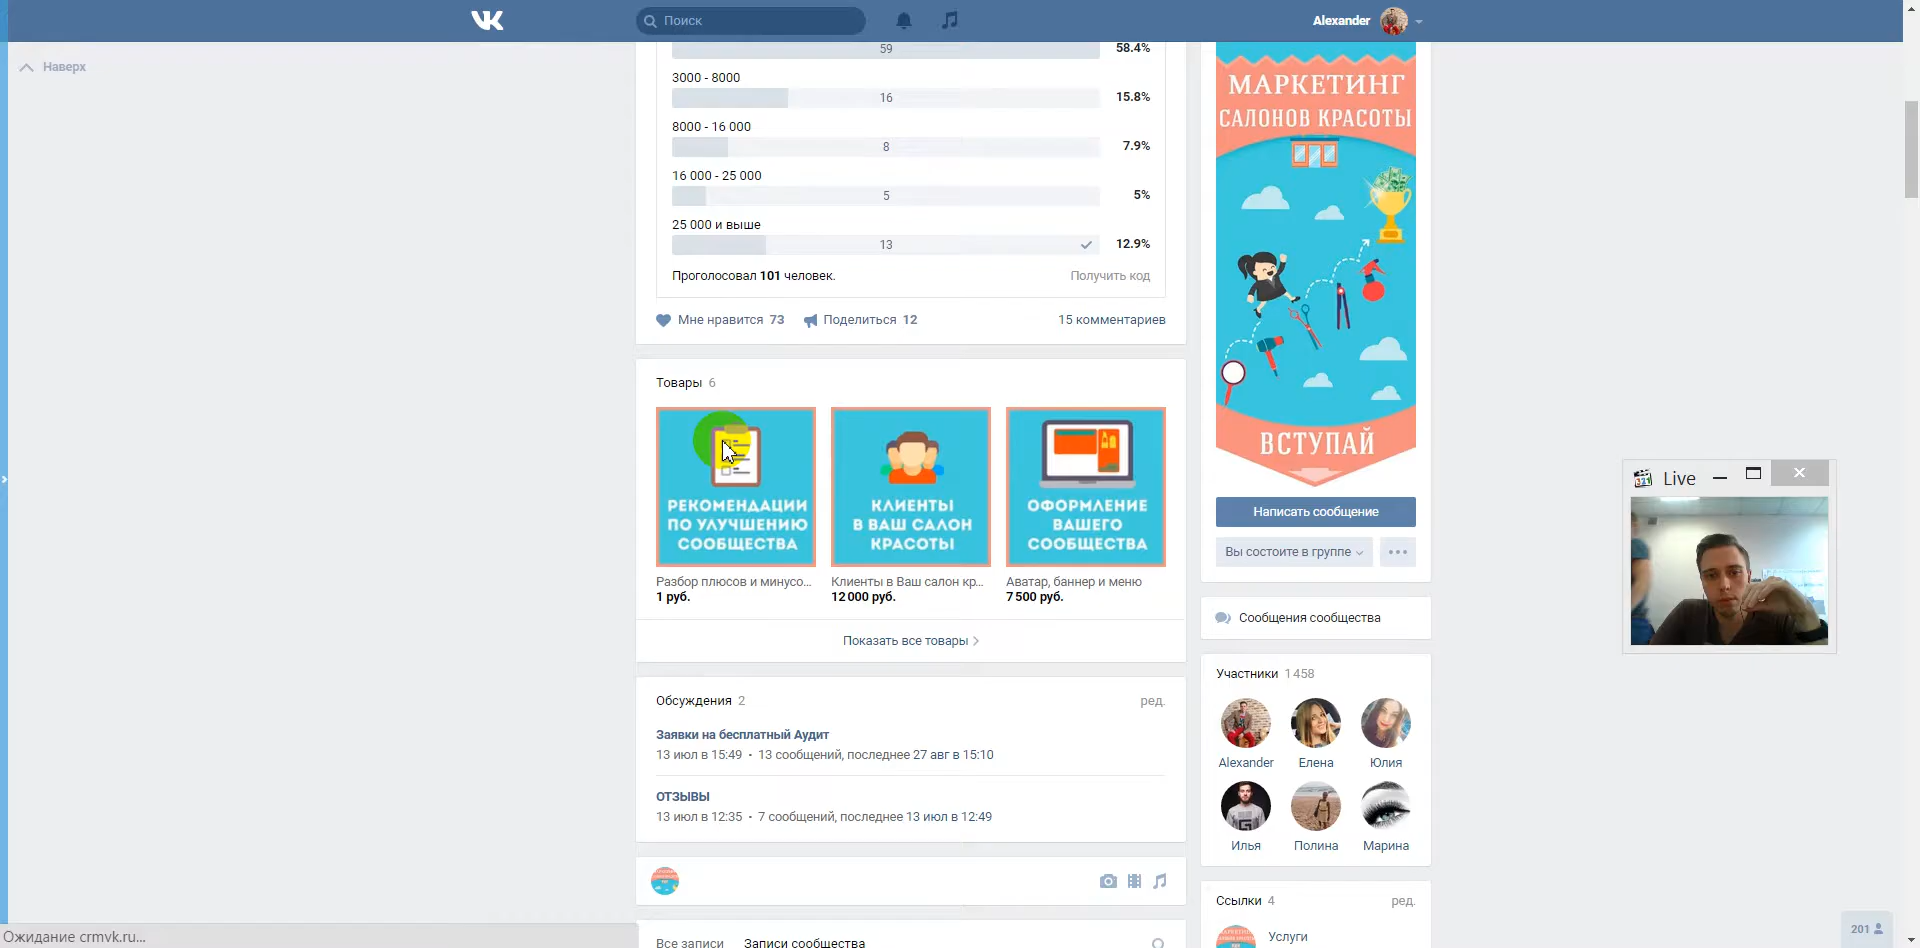 Поиск
Alexander
Наверх
59
58.4%
3000 - 8000
16
15.8%
8000 - 16 000
8
7.9%
16 000 - 25 000
5
5%
25 000 и выше
13
12.9%
Проголосовал 101 человек.
Получить код
Мне нравится 73
Поделиться 12
15 комментариев
Товары 6
РЕКОМЕНДАЦИИ
ПО УЛУЧШЕНИЮ
СООБЩЕСТВА
Разбор плюсов и минусо...
1 руб.
КЛИЕНТЫ
В ВАШ САЛОН
КРАСОТЫ
Клиенты в Ваш салон кр...
12 000 руб.
ОФОРМЛЕНИЕ
ВАШЕГО
СООБЩЕСТВА
Аватар, баннер и меню
7 500 руб.
Показать все товары
Обсуждения 2
ред.
Заявки на бесплатный Аудит
13 июл в 15:49 · 13 сообщений, последнее 27 авг в 15:10
ОТЗЫВЫ
13 июл в 12:35 · 7 сообщений, последнее 13 июл в 12:49
Все записи
Записи сообщества
МАРКЕТИНГ
САЛОНОВ КРАСОТЫ
ВСТУПАЙ
Написать сообщение
Вы состоите в группе
Сообщения сообщества
Участники 1 458
Alexander
Елена
Юлия
Илья
Полина
Марина
Ссылки 4
ред.
Услуги
Live
201
Ожидание crmvk.ru...